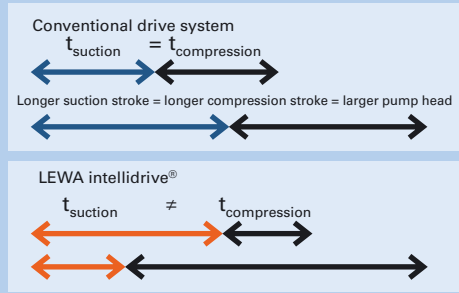 Conventional drive system
t_suction = t_compression
Longer suction stroke = longer compression stroke = larger pump head
LEWA intellidrive®
t_suction ≠ t_compression